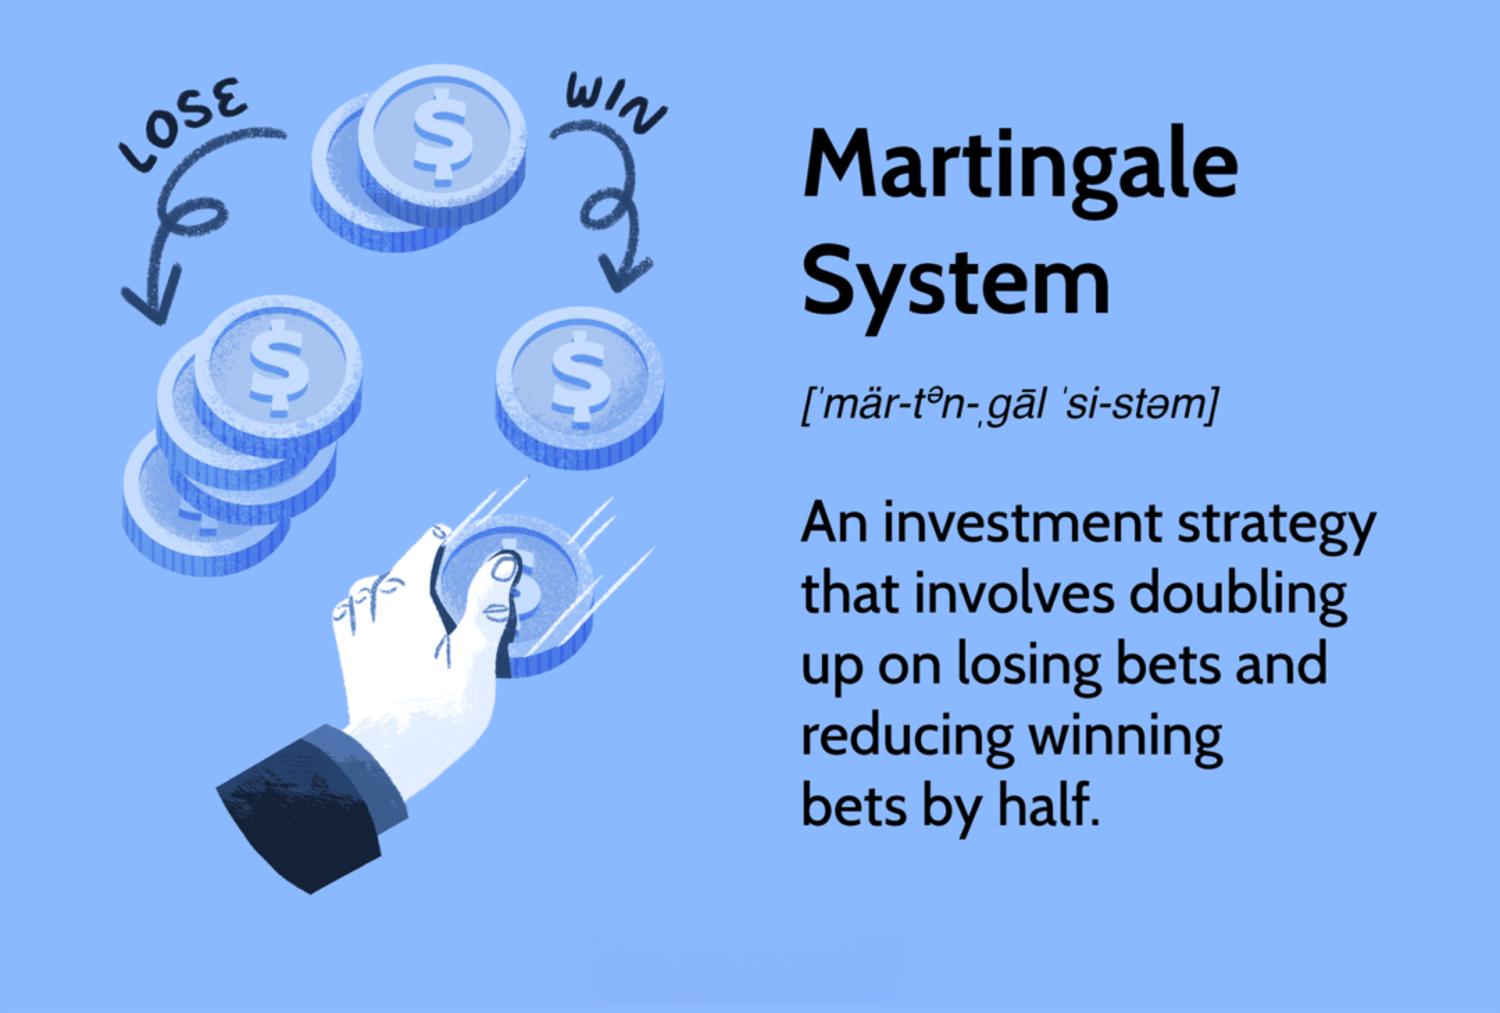 LOSE
WIN
$
$
$
$
$
Martingale
System
[ˈmär-tᵊn-ˌgāl ˈsi-stəm]
An investment strategy
that involves doubling
up on losing bets and
reducing winning
bets by half.